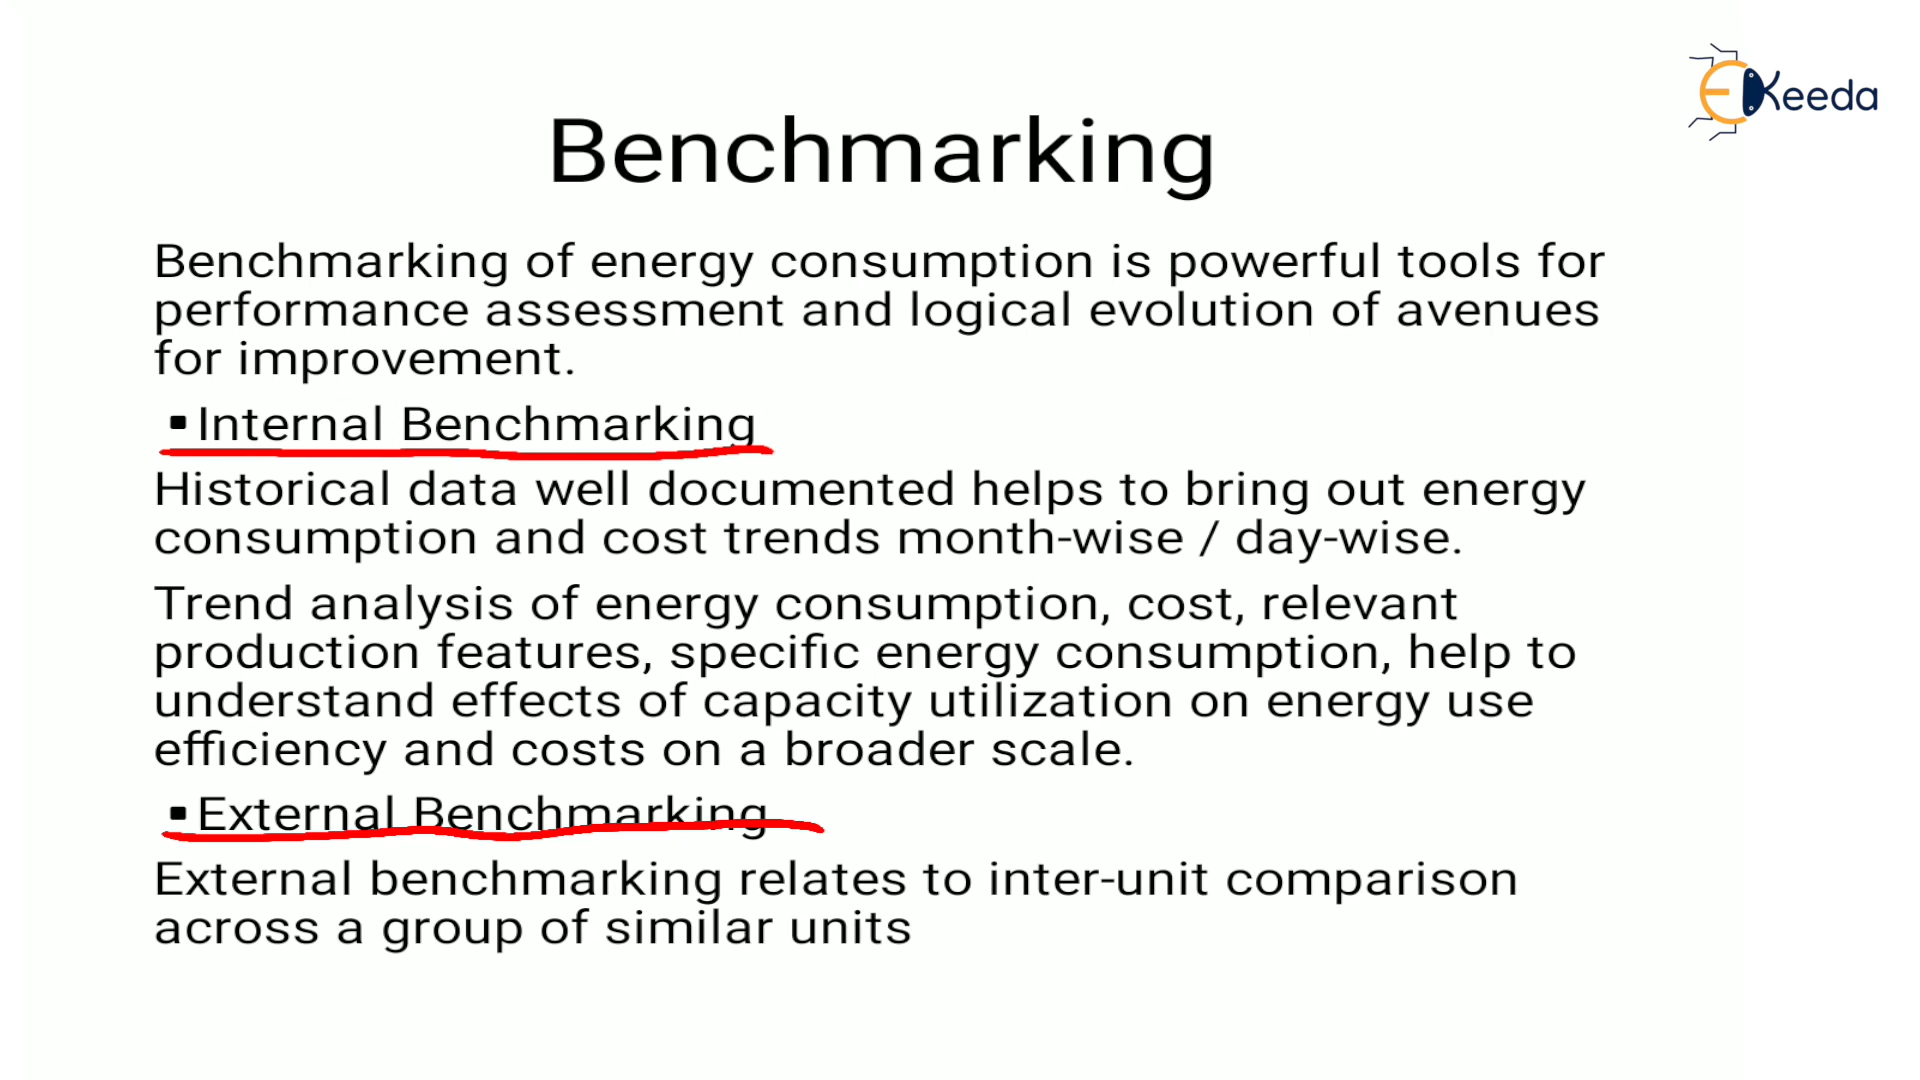 EKeeda
Benchmarking
Benchmarking of energy consumption is powerful tools for
performance assessment and logical evolution of avenues
for improvement.
▪Internal Benchmarking
Historical data well documented helps to bring out energy
consumption and cost trends month-wise / day-wise.
Trend analysis of energy consumption, cost, relevant
production features, specific energy consumption, help to
understand effects of capacity utilization on energy use
efficiency and costs on a broader scale.
▪External Benchmarking
External benchmarking relates to inter-unit comparison
across a group of similar units